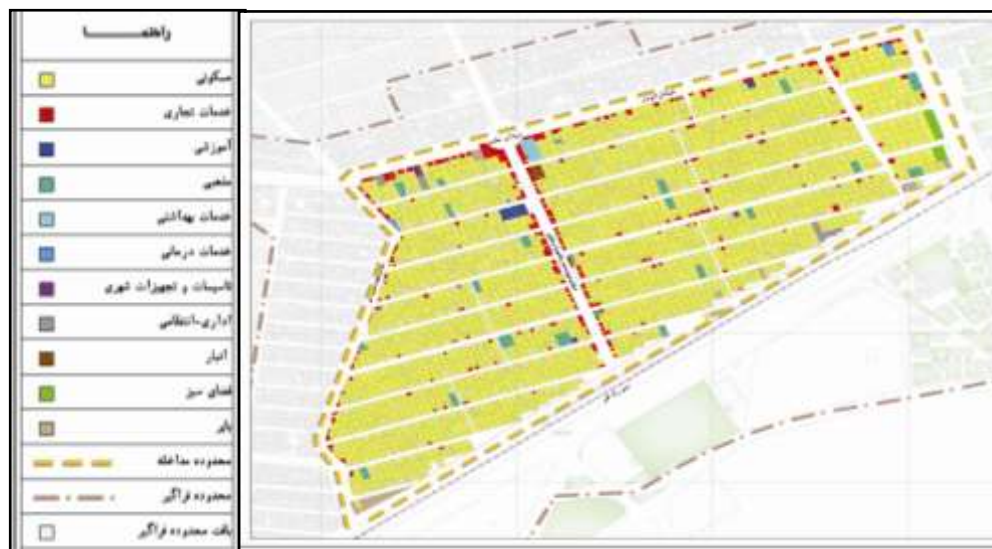 راهنمـــــــــا
مسکونی
خدمات تجاری
آموزشی
مذهبی
خدمات بهداشتی
خدمات درمانی
تاسیسات و تجهیزات شهری
اداری-انتظامی
انبار
فضای سبز
بایر
محدوده مداخله
محدوده فراگیر
بافت محدوده فراگیر